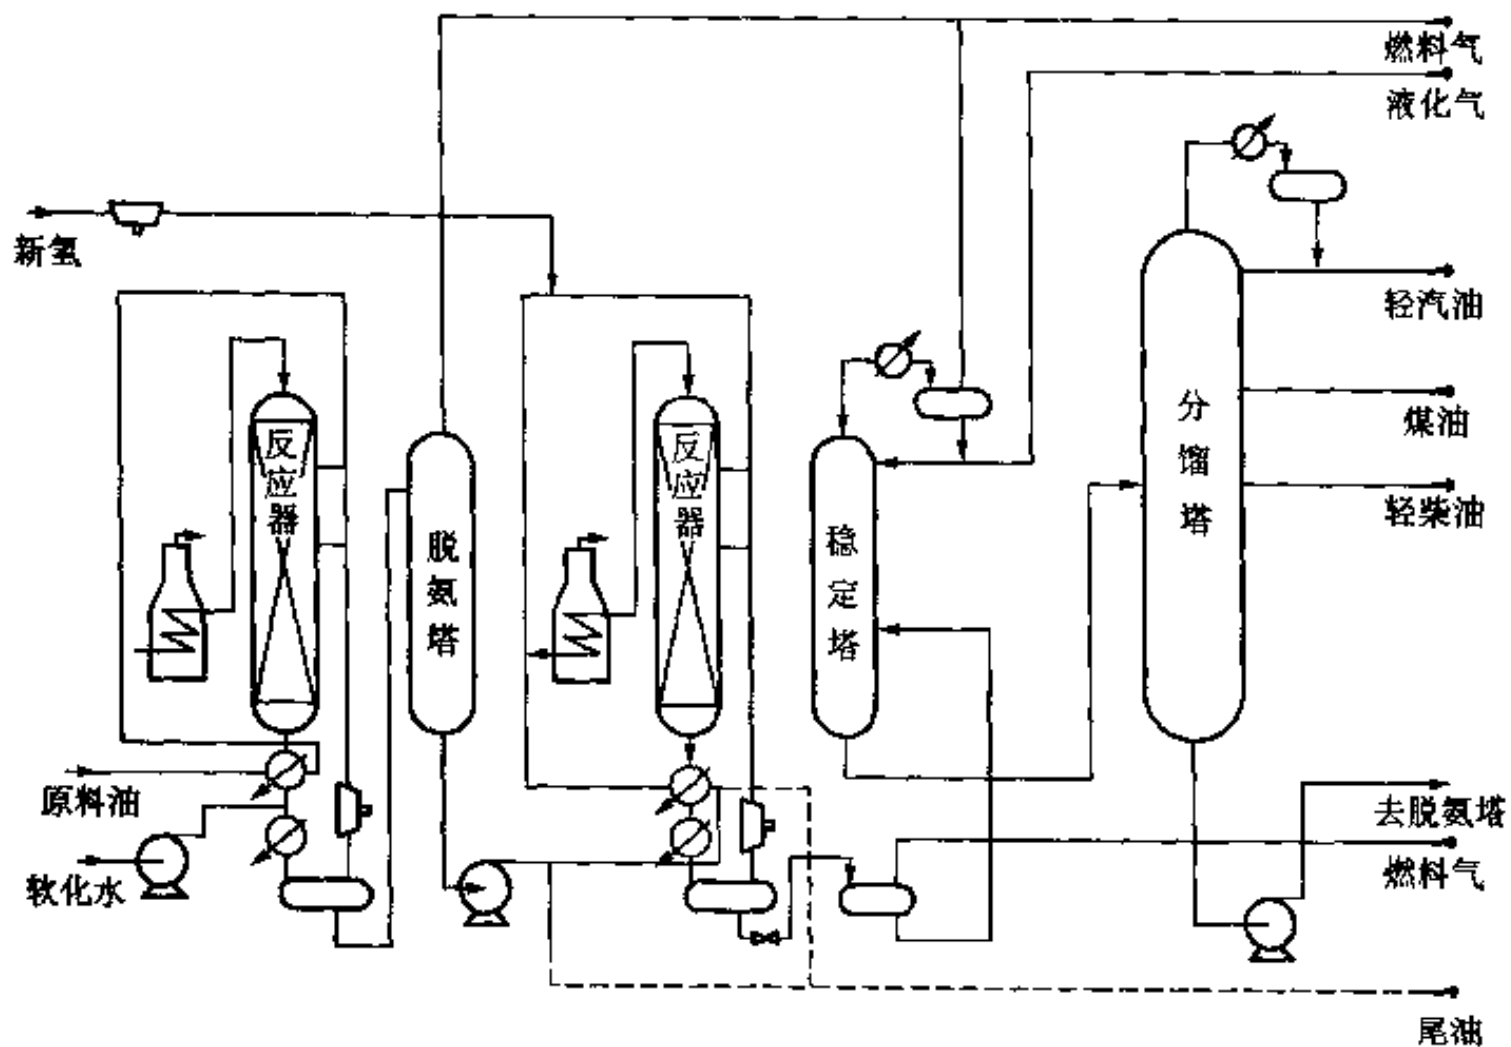 燃料气
液化气
新氢
轻汽油
反应器
反应器
分馏塔
煤油
轻柴油
脱氨塔
稳定塔
原料油
去脱氨塔
软化水
燃料气
尾油